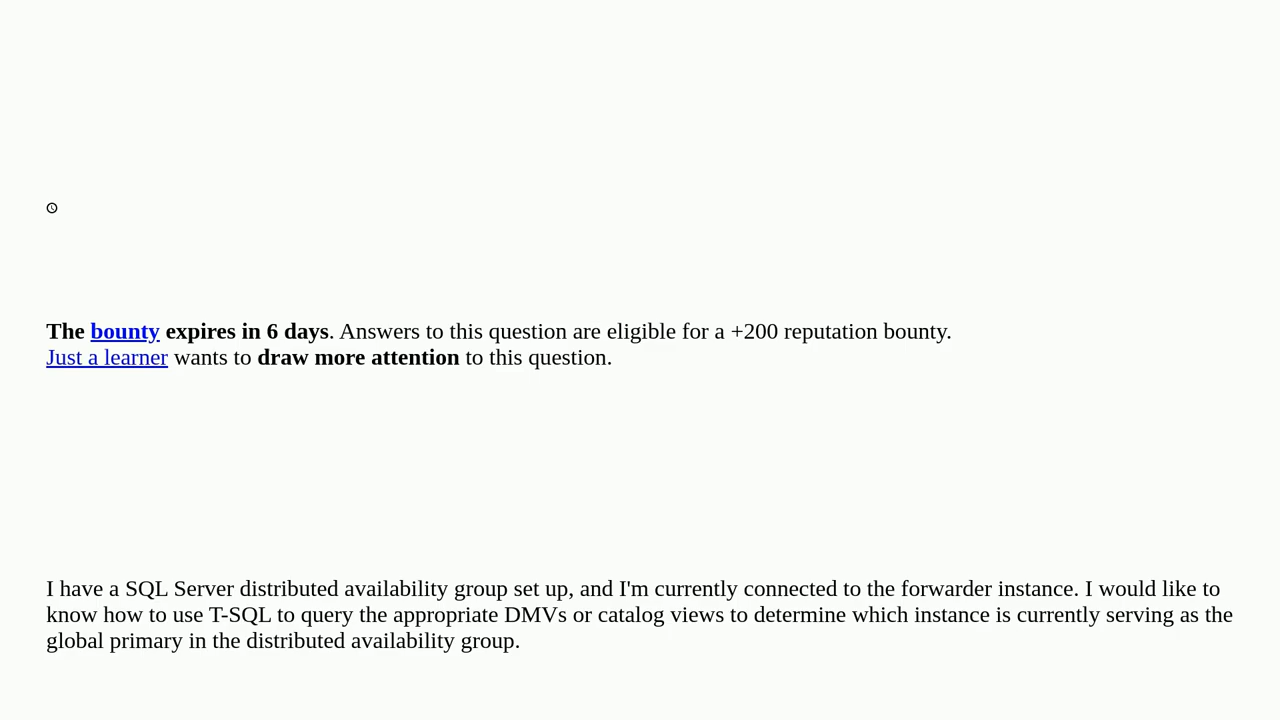 The bounty expires in 6 days. Answers to this question are eligible for a +200 reputation bounty.
Just a learner wants to draw more attention to this question.
I have a SQL Server distributed availability group set up, and I'm currently connected to the forwarder instance. I would like to
know how to use T-SQL to query the appropriate DMVs or catalog views to determine which instance is currently serving as the
global primary in the distributed availability group.